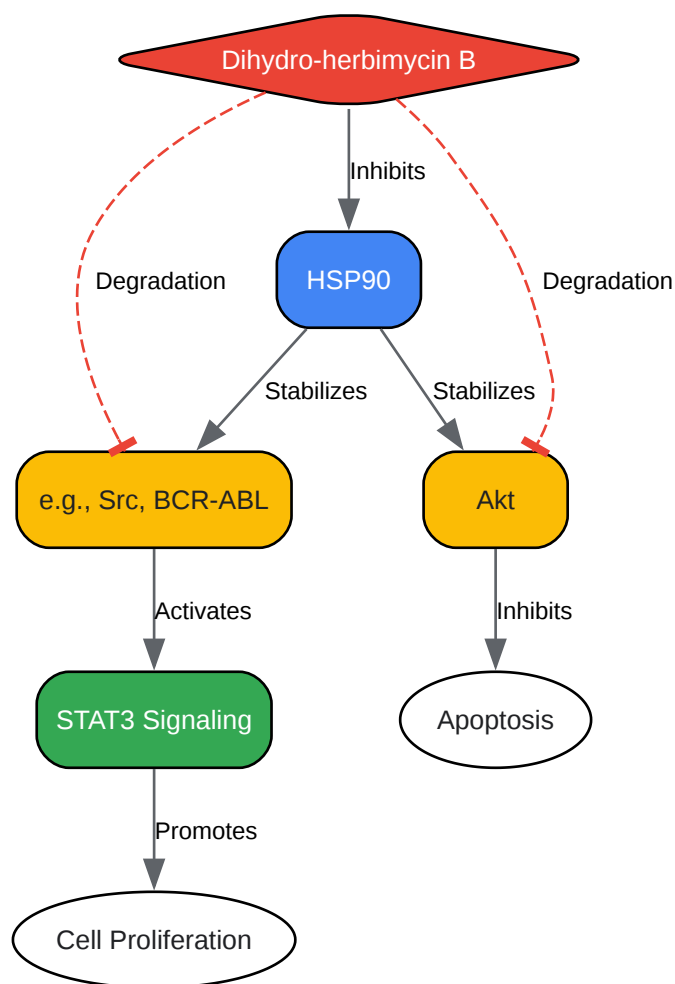 Dihydro-herbimycin B
Inhibits
Degradation
HSP90
Degradation
Stabilizes
Stabilizes
e.g., Src, BCR-ABL
Akt
Activates
Inhibits
STAT3 Signaling
Apoptosis
Promotes
Cell Proliferation